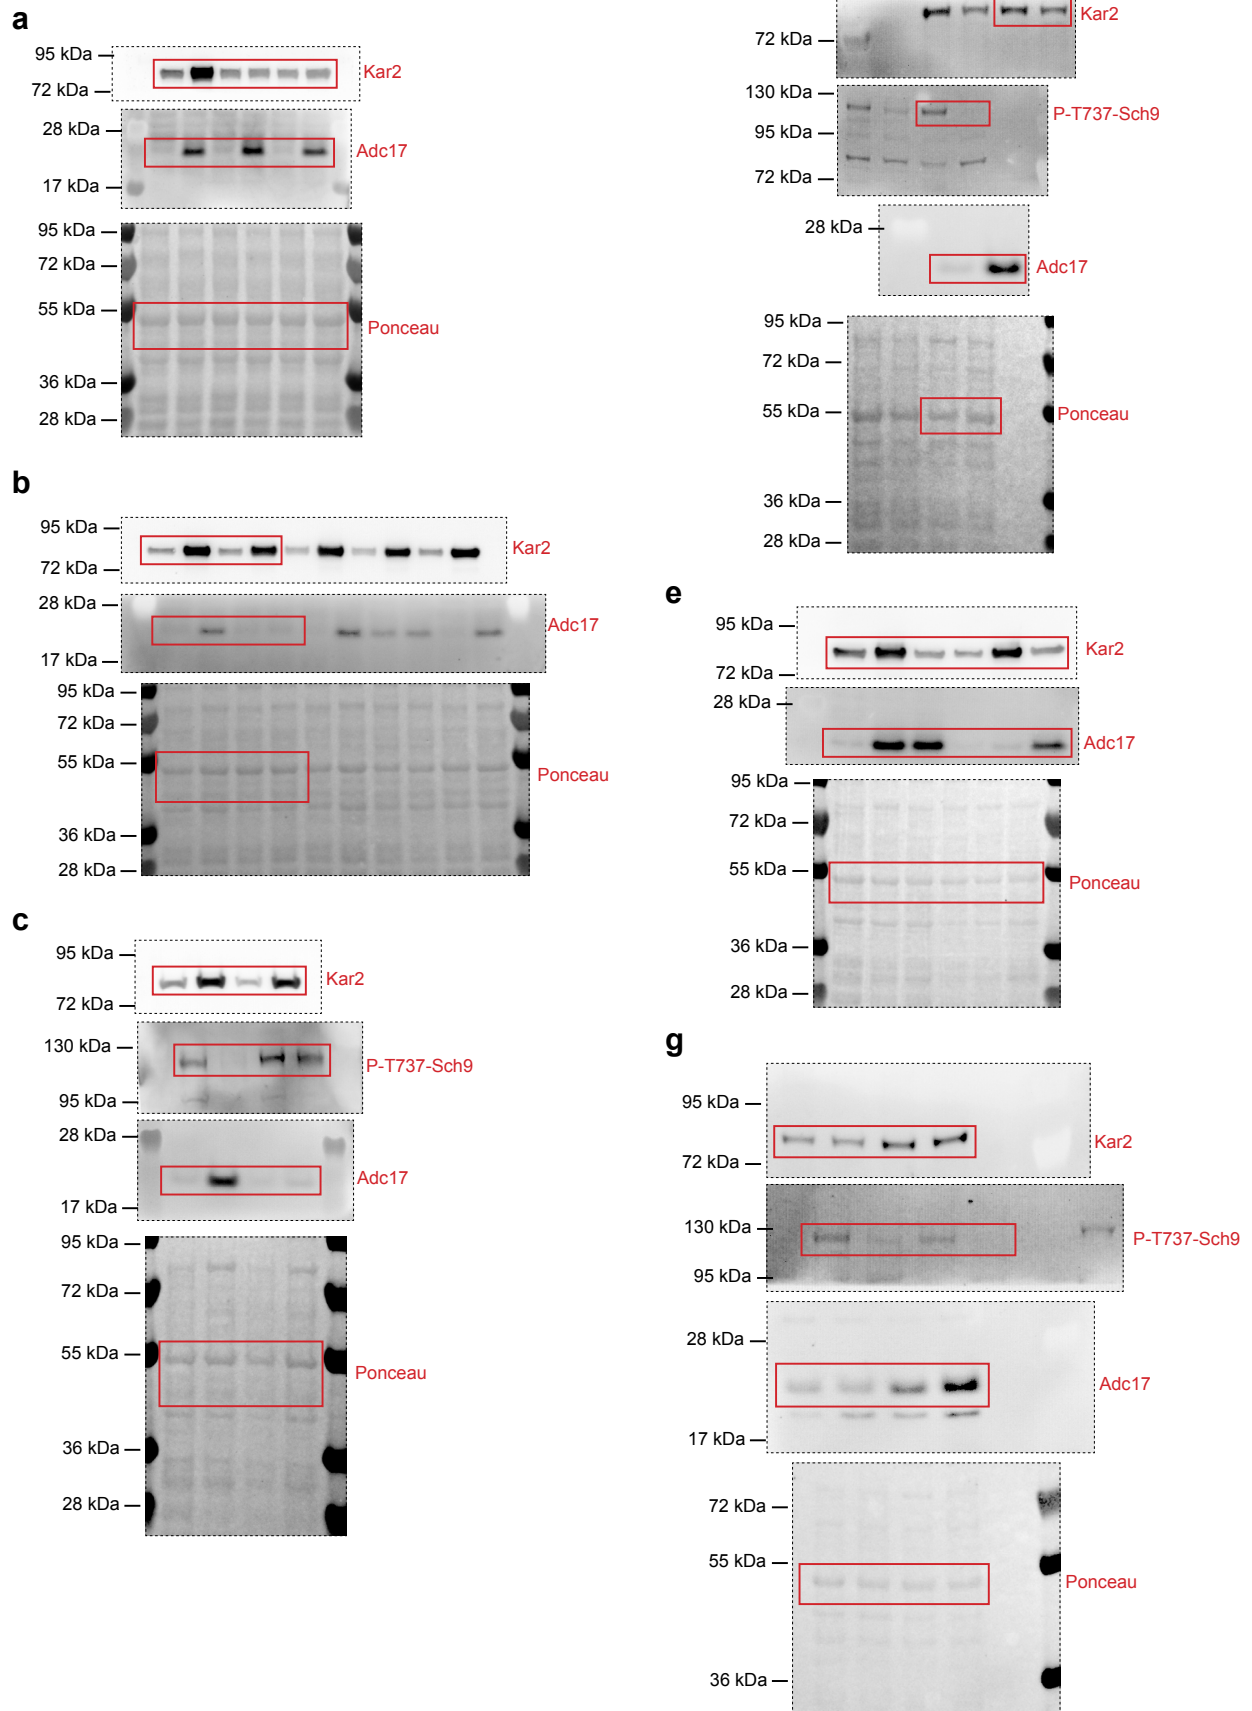 a
95 kDa
Kar2
72 kDa
28 kDa
Adc17
17 kDa
95 kDa
72 kDa
55 kDa
Ponceau
36 kDa
28 kDa
b
95 kDa
Kar2
72 kDa
28 kDa
Adc17
17 kDa
95 kDa
72 kDa
55 kDa
Ponceau
36 kDa
28 kDa
c
95 kDa
Kar2
72 kDa
130 kDa
P-T737-Sch9
95 kDa
28 kDa
Adc17
17 kDa
95 kDa
72 kDa
55 kDa
Ponceau
36 kDa
28 kDa
Kar2
72 kDa
130 kDa
P-T737-Sch9
95 kDa
72 kDa
28 kDa
Adc17
95 kDa
72 kDa
55 kDa
Ponceau
36 kDa
28 kDa
e
95 kDa
Kar2
72 kDa
28 kDa
Adc17
95 kDa
72 kDa
55 kDa
Ponceau
36 kDa
28 kDa
g
95 kDa
Kar2
72 kDa
130 kDa
P-T737-Sch9
95 kDa
28 kDa
Adc17
17 kDa
72 kDa
55 kDa
Ponceau
36 kDa